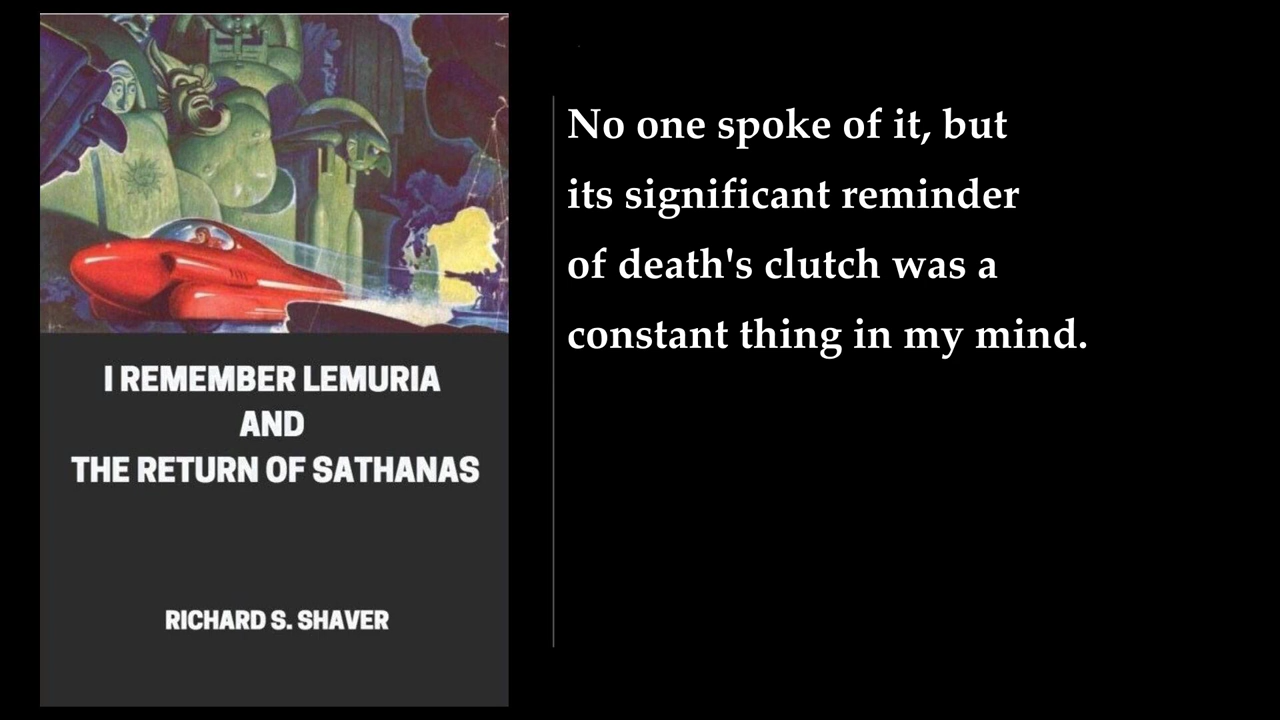 I REMEMBER LEMURIA
AND
THE RETURN OF SATHANAS
RICHARD S. SHAVER
No one spoke of it, but
its significant reminder
of death's clutch was a
constant thing in my mind.